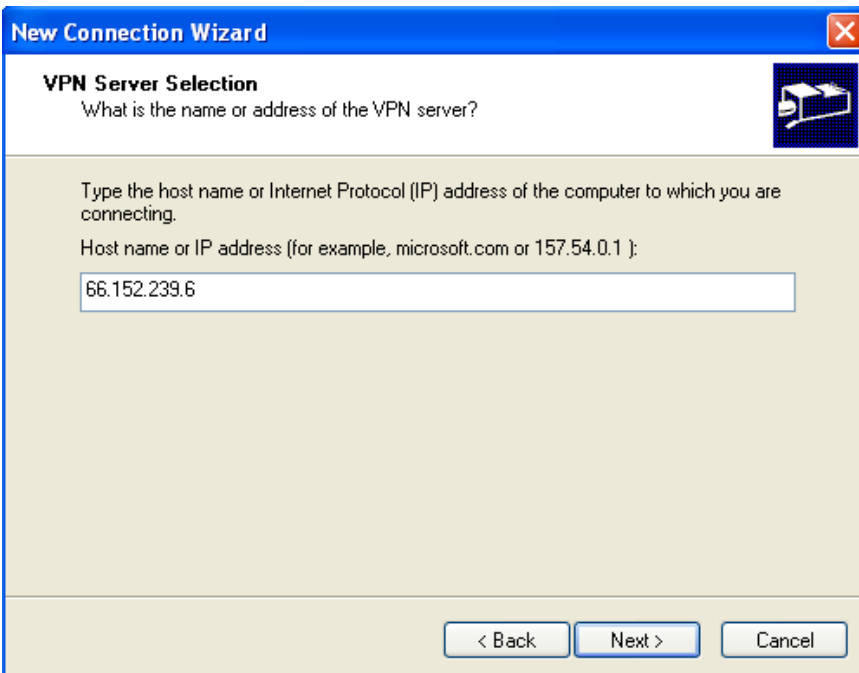 New Connection Wizard
VPN Server Selection
What is the name or address of the VPN server?
Type the host name or Internet Protocol (IP) address of the computer to which you are
connecting.
Host name or IP address (for example, microsoft.com or 157.54.0.1 ):
66.152.239.6
< Back Next > Cancel